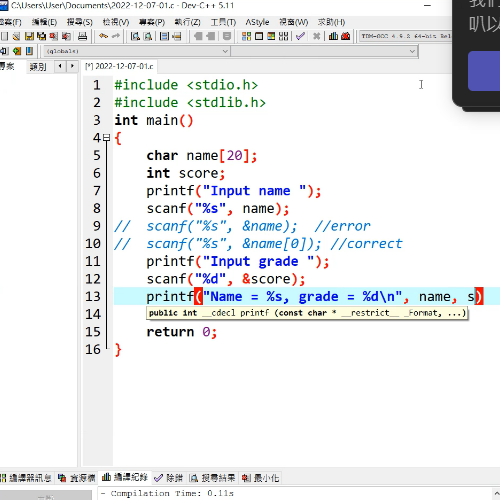 C:\Users\User\Documents\2022-12-07-01.c - Dev-C++ 5.11
編輯(E) 搜尋(S) 檢視(V) 專案(P) 執行(Z) 工具(T) AStyle 視窗(W) 求助(H)
TDM-GCC 4.9.2 64-bit Rele
(globals)
專案 類別
[*] 2022-12-07-01.c
1 #include <stdio.h>
2 #include <stdlib.h>
3 int main()
4 {
5 char name[20];
6 int score;
7 printf("Input name ");
8 scanf("%s", name);
9 // scanf("%s", &name); //error
10 // scanf("%s", &name[0]); //correct
11 printf("Input grade ");
12 scanf("%d", &score);
13 printf("Name = %s, grade = %d\n", name, s)
14 public int __cdecl printf (const char * __restrict__ _Format, ...)
15 return 0;
16 }
編譯器訊息 資源檔 編譯紀錄 除錯 搜尋結果 最小化
- Compilation Time: 0.11s